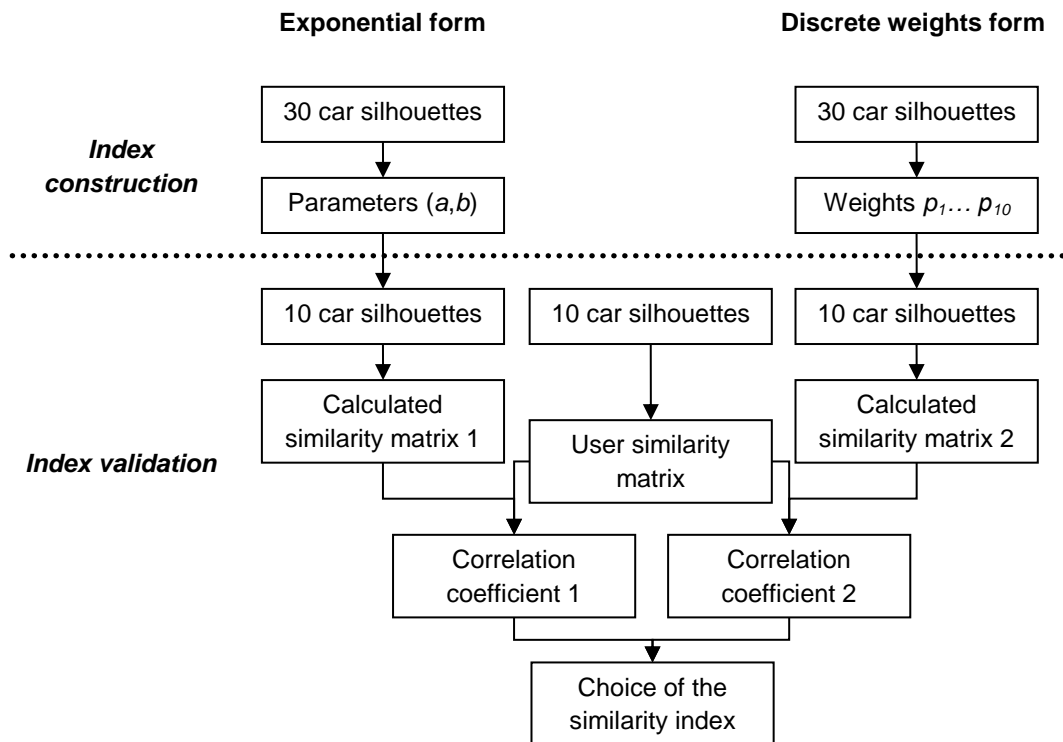 Exponential form
Discrete weights form
30 car silhouettes
30 car silhouettes
Index
construction
Parameters (a,b)
Weights p1… p10
10 car silhouettes
10 car silhouettes
10 car silhouettes
Calculated
similarity matrix 1
User similarity
matrix
Calculated
similarity matrix 2
Index validation
Correlation
coefficient 1
Correlation
coefficient 2
Choice of the
similarity index